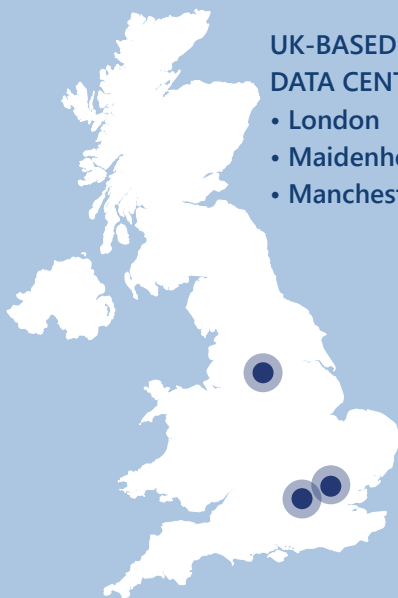 UK-BASED
DATA CENT
• London
• Maidenhe
• Manchest